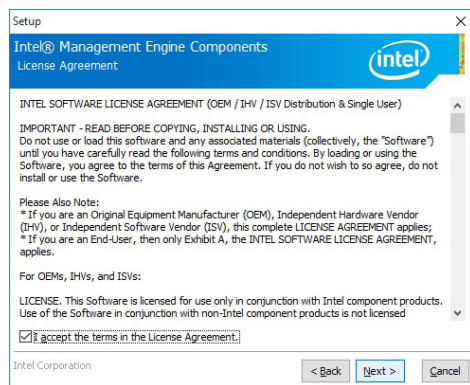 Setup
Intel® Management Engine Components
License Agreement
intel
INTEL SOFTWARE LICENSE AGREEMENT (OEM / IHV / ISV Distribution & Single User)
IMPORTANT - READ BEFORE COPYING, INSTALLING OR USING.
Do not use or load this software and any associated materials (collectively, the "Software")
until you have carefully read the following terms and conditions. By loading or using the
Software, you agree to the terms of this Agreement. If you do not wish to so agree, do not
install or use the Software.
Please Also Note:
* If you are an Original Equipment Manufacturer (OEM), Independent Hardware Vendor
(IHV), or Independent Software Vendor (ISV), this complete LICENSE AGREEMENT applies;
* If you are an End-User, then only Exhibit A, the INTEL SOFTWARE LICENSE AGREEMENT,
applies.
For OEMs, IHVs, and ISVs:
LICENSE. This Software is licensed for use only in conjunction with Intel component products.
Use of the Software in conjunction with non-Intel component products is not licensed
I accept the terms in the License Agreement.
Intel Corporation
< Back
Next >
Cancel